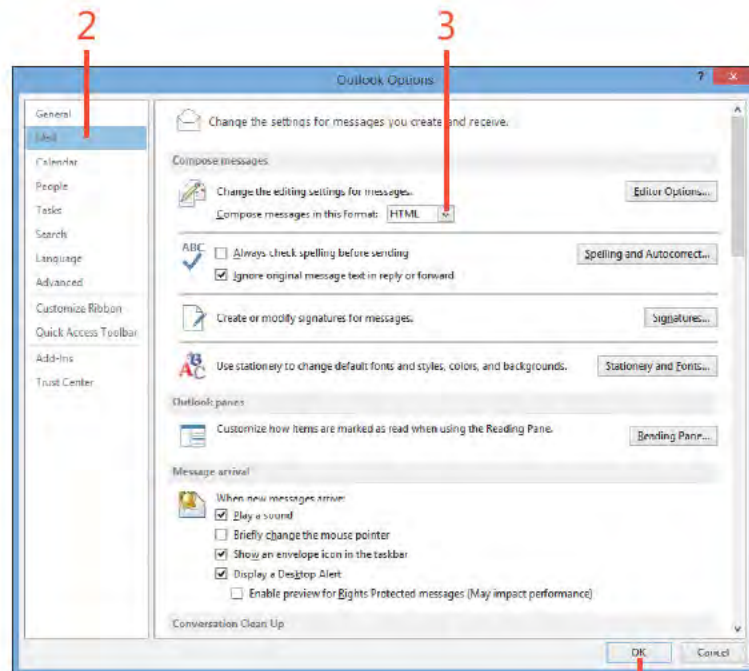 2
3
Outlook Options
?
General
Mail
Calendar
People
Tasks
Search
Language
Advanced
Customize Ribbon
Quick Access Toolbar
Add-Ins
Trust Center
Change the settings for messages you create and receive.
Compose messages
Change the editing settings for messages.
Editor Options...
Compose messages in this format: HTML
ABC
Always check spelling before sending
Spelling and Autocorrect...
Ignore original message text in reply or forward
Create or modify signatures for messages.
Signatures...
ABC
Use stationery to change default fonts and styles, colors, and backgrounds.
Stationery and Fonts...
Outlook panes
Customize how items are marked as read when using the Reading Pane.
Reading Pane...
Message arrival
When new messages arrive:
Play a sound
Briefly change the mouse pointer
Show an envelope icon in the taskbar
Display a Desktop Alert
Enable preview for Rights Protected messages (May impact performance)
Conversation Clean Up
OK
Cancel